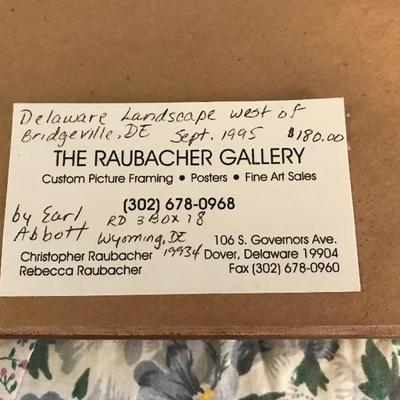 Delaware Landscape west of
Bridgeville, DE Sept. 1995 $180.00
THE RAUBACHER GALLERY
Custom Picture Framing • Posters • Fine Art Sales
(302) 678-0968
by Earl RD 3 BOX 18
Abbott Wyoming, DE 106 S. Governors Ave.
Christopher Raubacher 19934 Dover, Delaware 19904
Rebecca Raubacher Fax (302) 678-0960